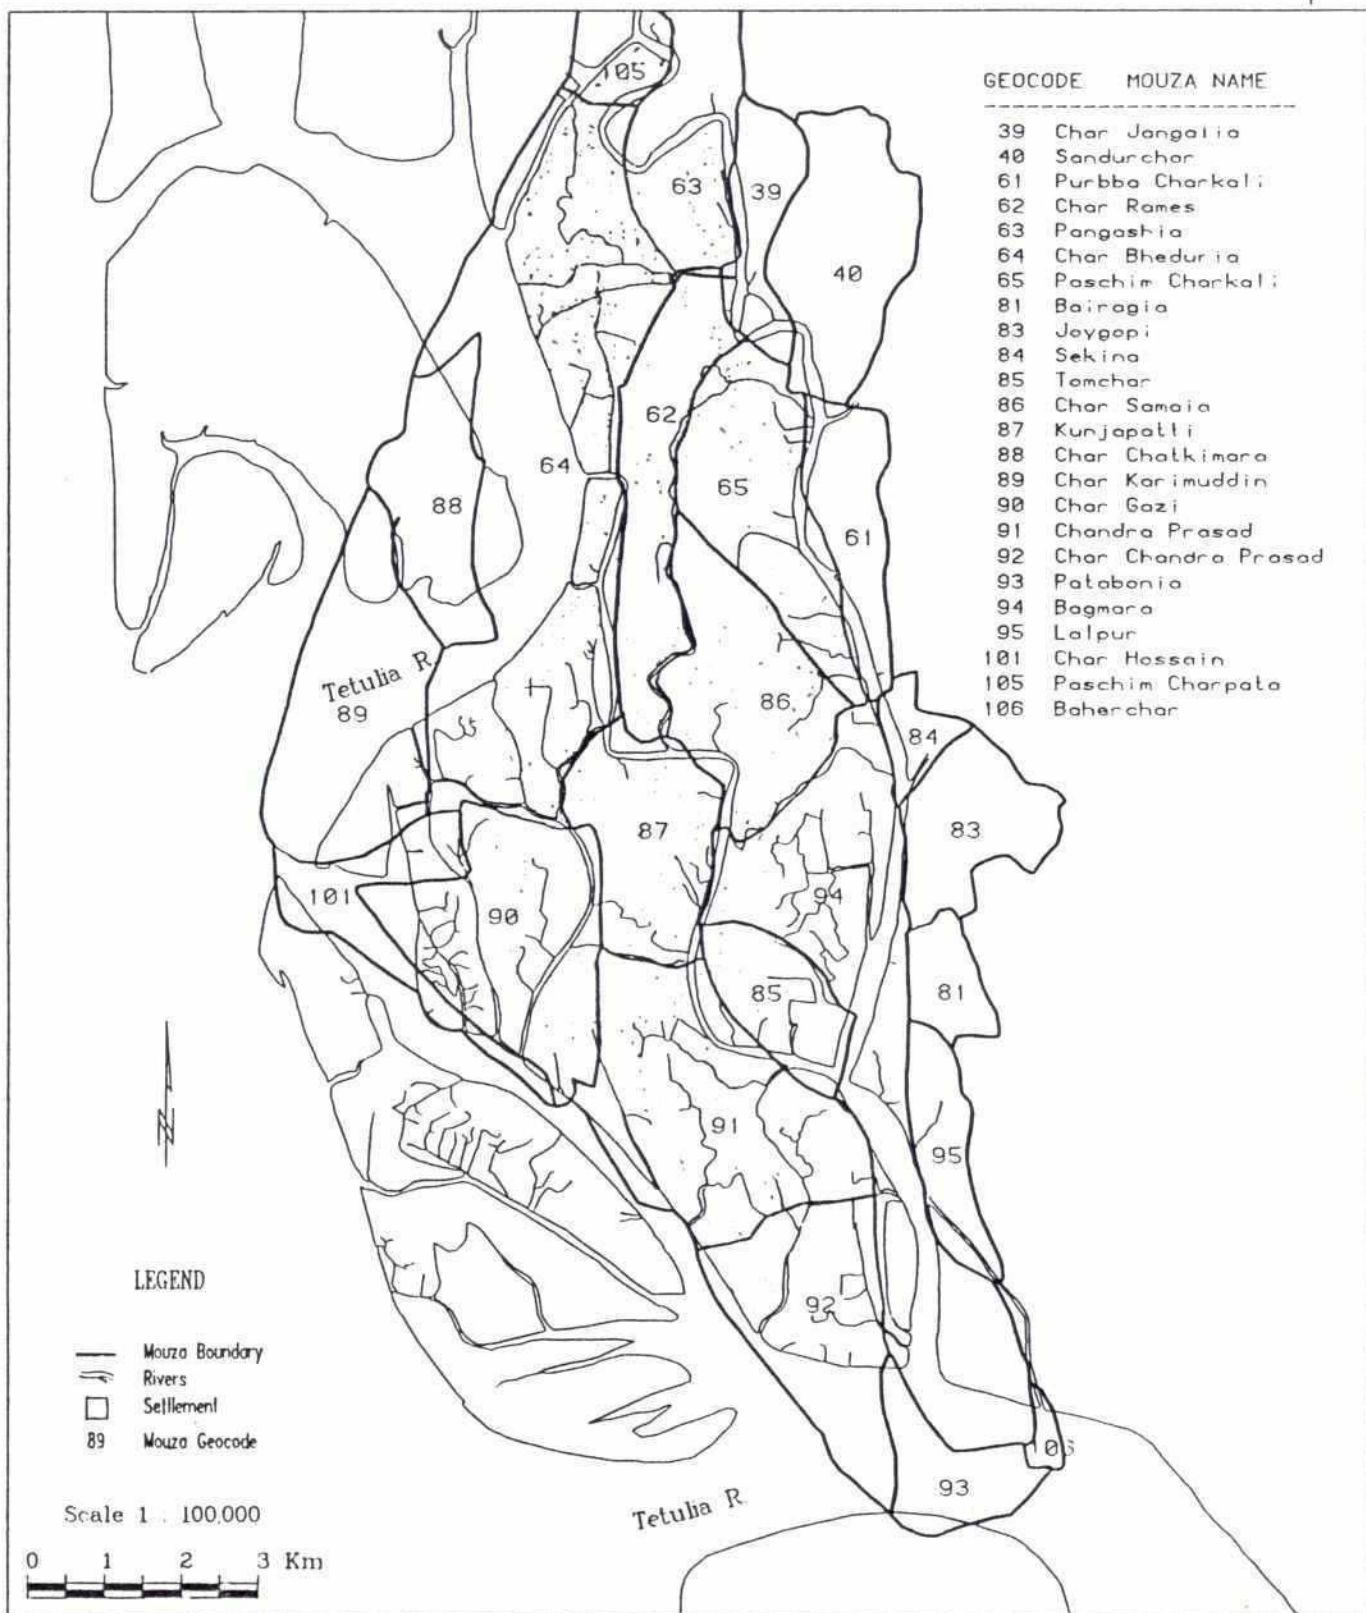 GEOCODE MOUZA NAME
39 Char Jangalia
40 Sandurchar
61 Purbba Charkali
62 Char Rames
63 Pangashia
64 Char Bheduria
65 Paschim Charkali
81 Bairagia
83 Joygopi
84 Sekina
85 Tomchar
86 Char Samaia
87 Kunjapatti
88 Char Chatkimara
89 Char Karimuddin
90 Char Gazi
91 Chandra Prasad
92 Char Chandra Prasad
93 Patabonia
94 Bagmara
95 Lalpur
101 Char Hossain
105 Paschim Charpata
106 Baherchar
105
63
39
40
62
64
65
88
61
Tetulia R.
89
86
84
87
83
101
90
94
85
81
91
95
92
106
93
Tetulia R
LEGEND
Mouza Boundary
Rivers
Settlement
89 Mouza Geocode
Scale 1 : 100,000
0 1 2 3 Km
N